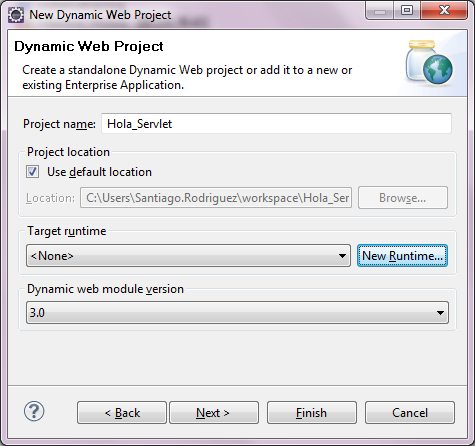 New Dynamic Web Project
Dynamic Web Project
Create a standalone Dynamic Web project or add it to a new or
existing Enterprise Application.
Project name: Hola_Servlet
Project location
Use default location
Location: C:\Users\Santiago.Rodriguez\workspace\Hola_Ser Browse...
Target runtime
<None> New Runtime...
Dynamic web module version
3.0
? < Back Next > Finish Cancel